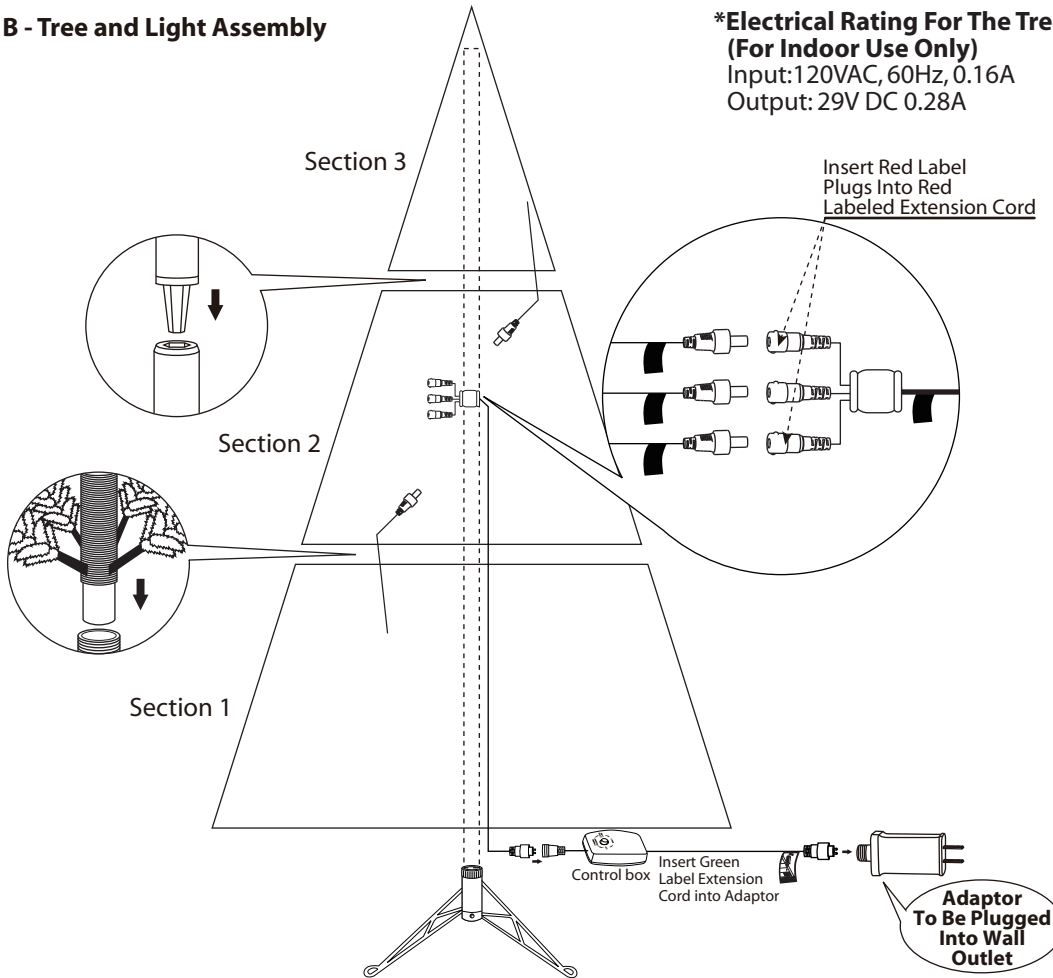 B - Tree and Light Assembly
*Electrical Rating For The Tre
(For Indoor Use Only)
Input:120VAC, 60Hz, 0.16A
Output: 29V DC 0.28A
Section 3
Insert Red Label
Plugs Into Red
Labeled Extension Cord
Section 2
Section 1
Control box
Insert Green
Label Extension
Cord into Adaptor
Adaptor
To Be Plugged
Into Wall
Outlet